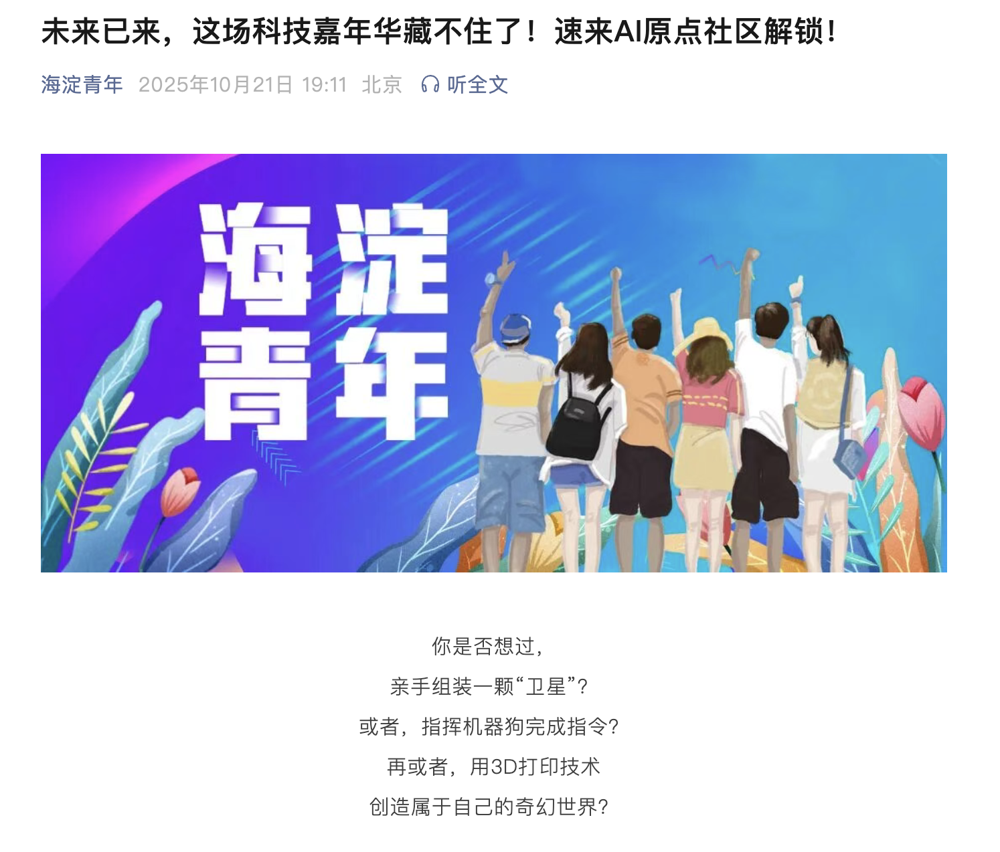 未来已来，这场科技嘉年华藏不住了！速来AI原点社区解锁！
海淀青年 2025年10月21日 19:11 北京 听全文
海淀
青年
你是否想过，
亲手组装一颗“卫星”？
或者，指挥机器狗完成指令？
再或者，用3D打印技术
创造属于自己的奇幻世界？